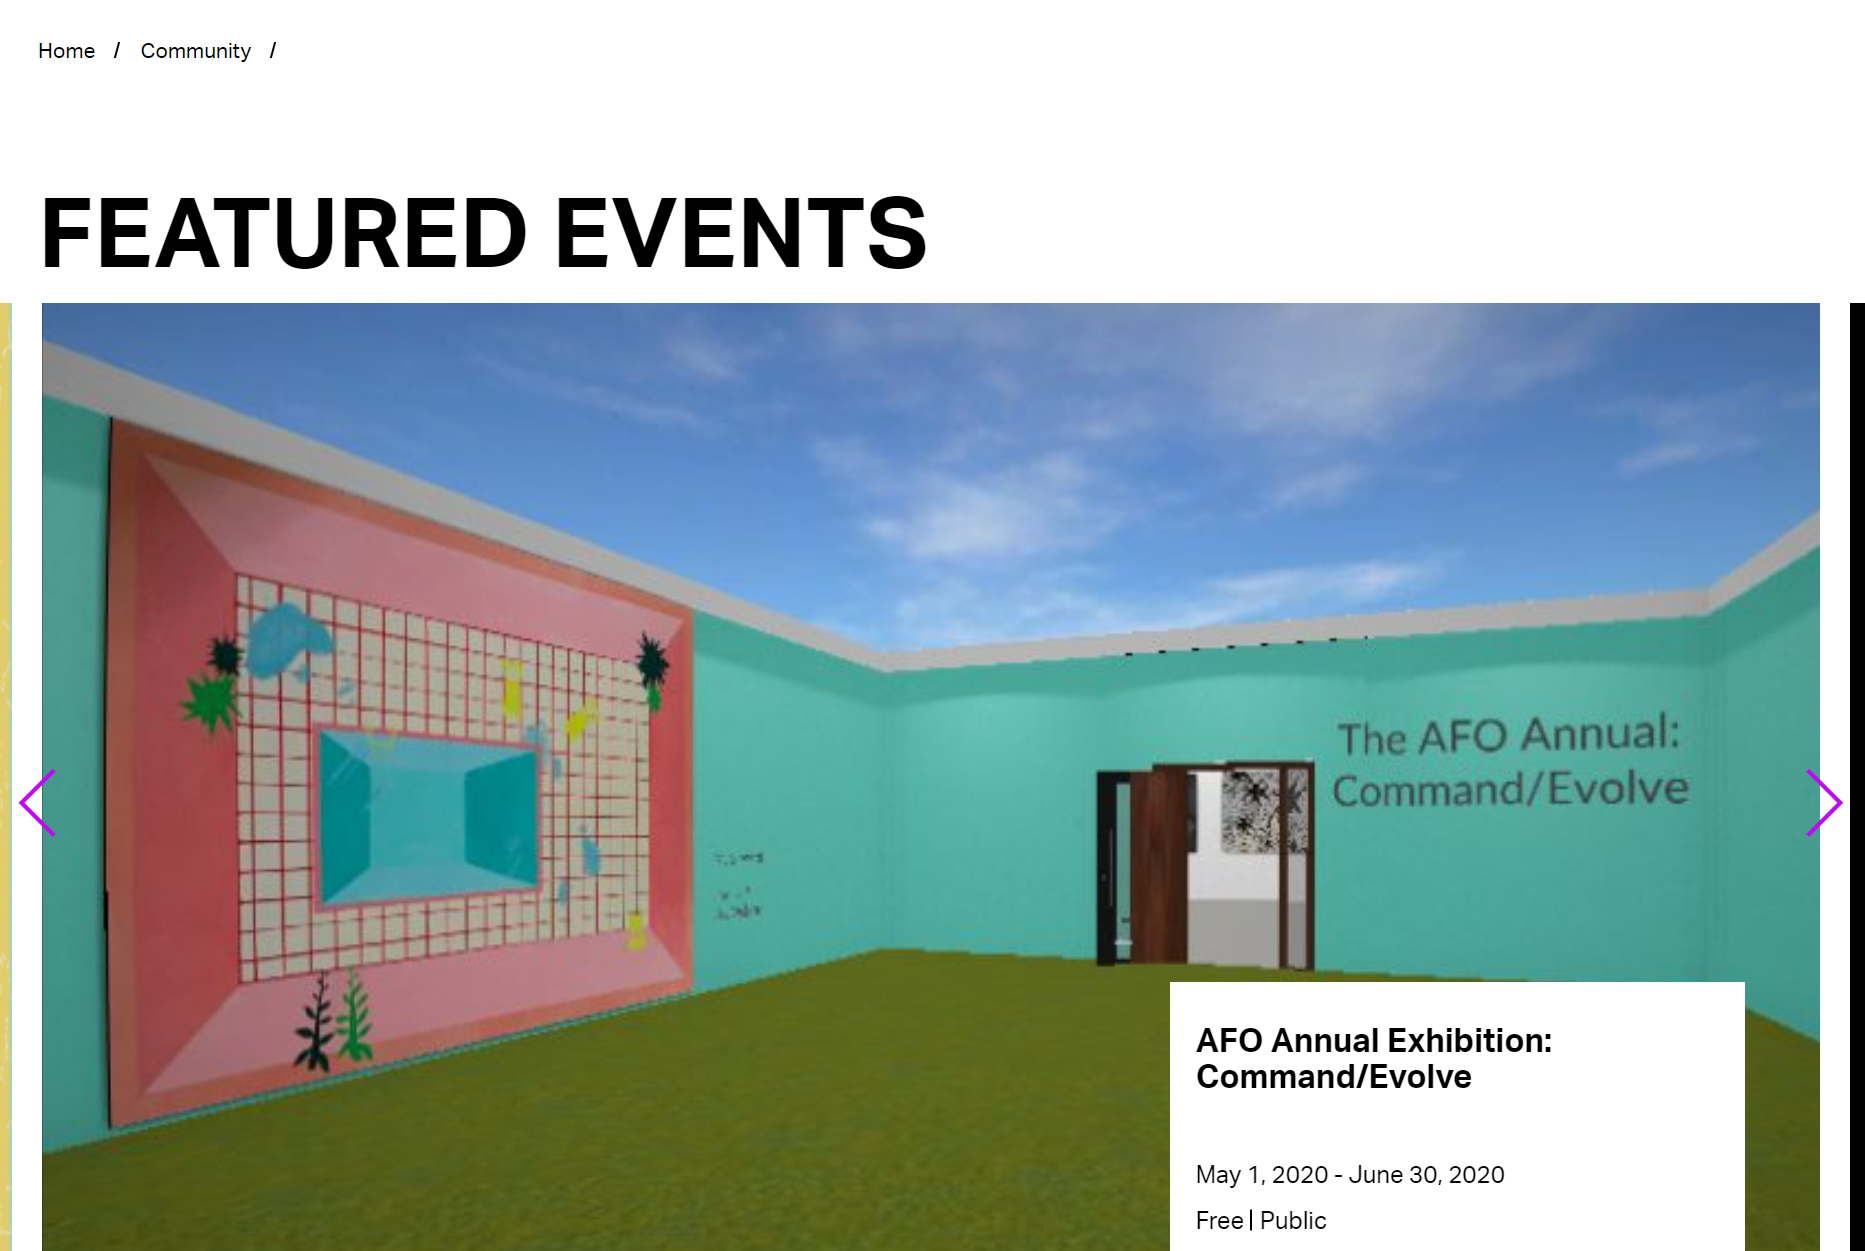 Home / Community /
FEATURED EVENTS
The AFO Annual:
Command/Evolve
AFO Annual Exhibition:
Command/Evolve
May 1, 2020 - June 30, 2020
Free | Public